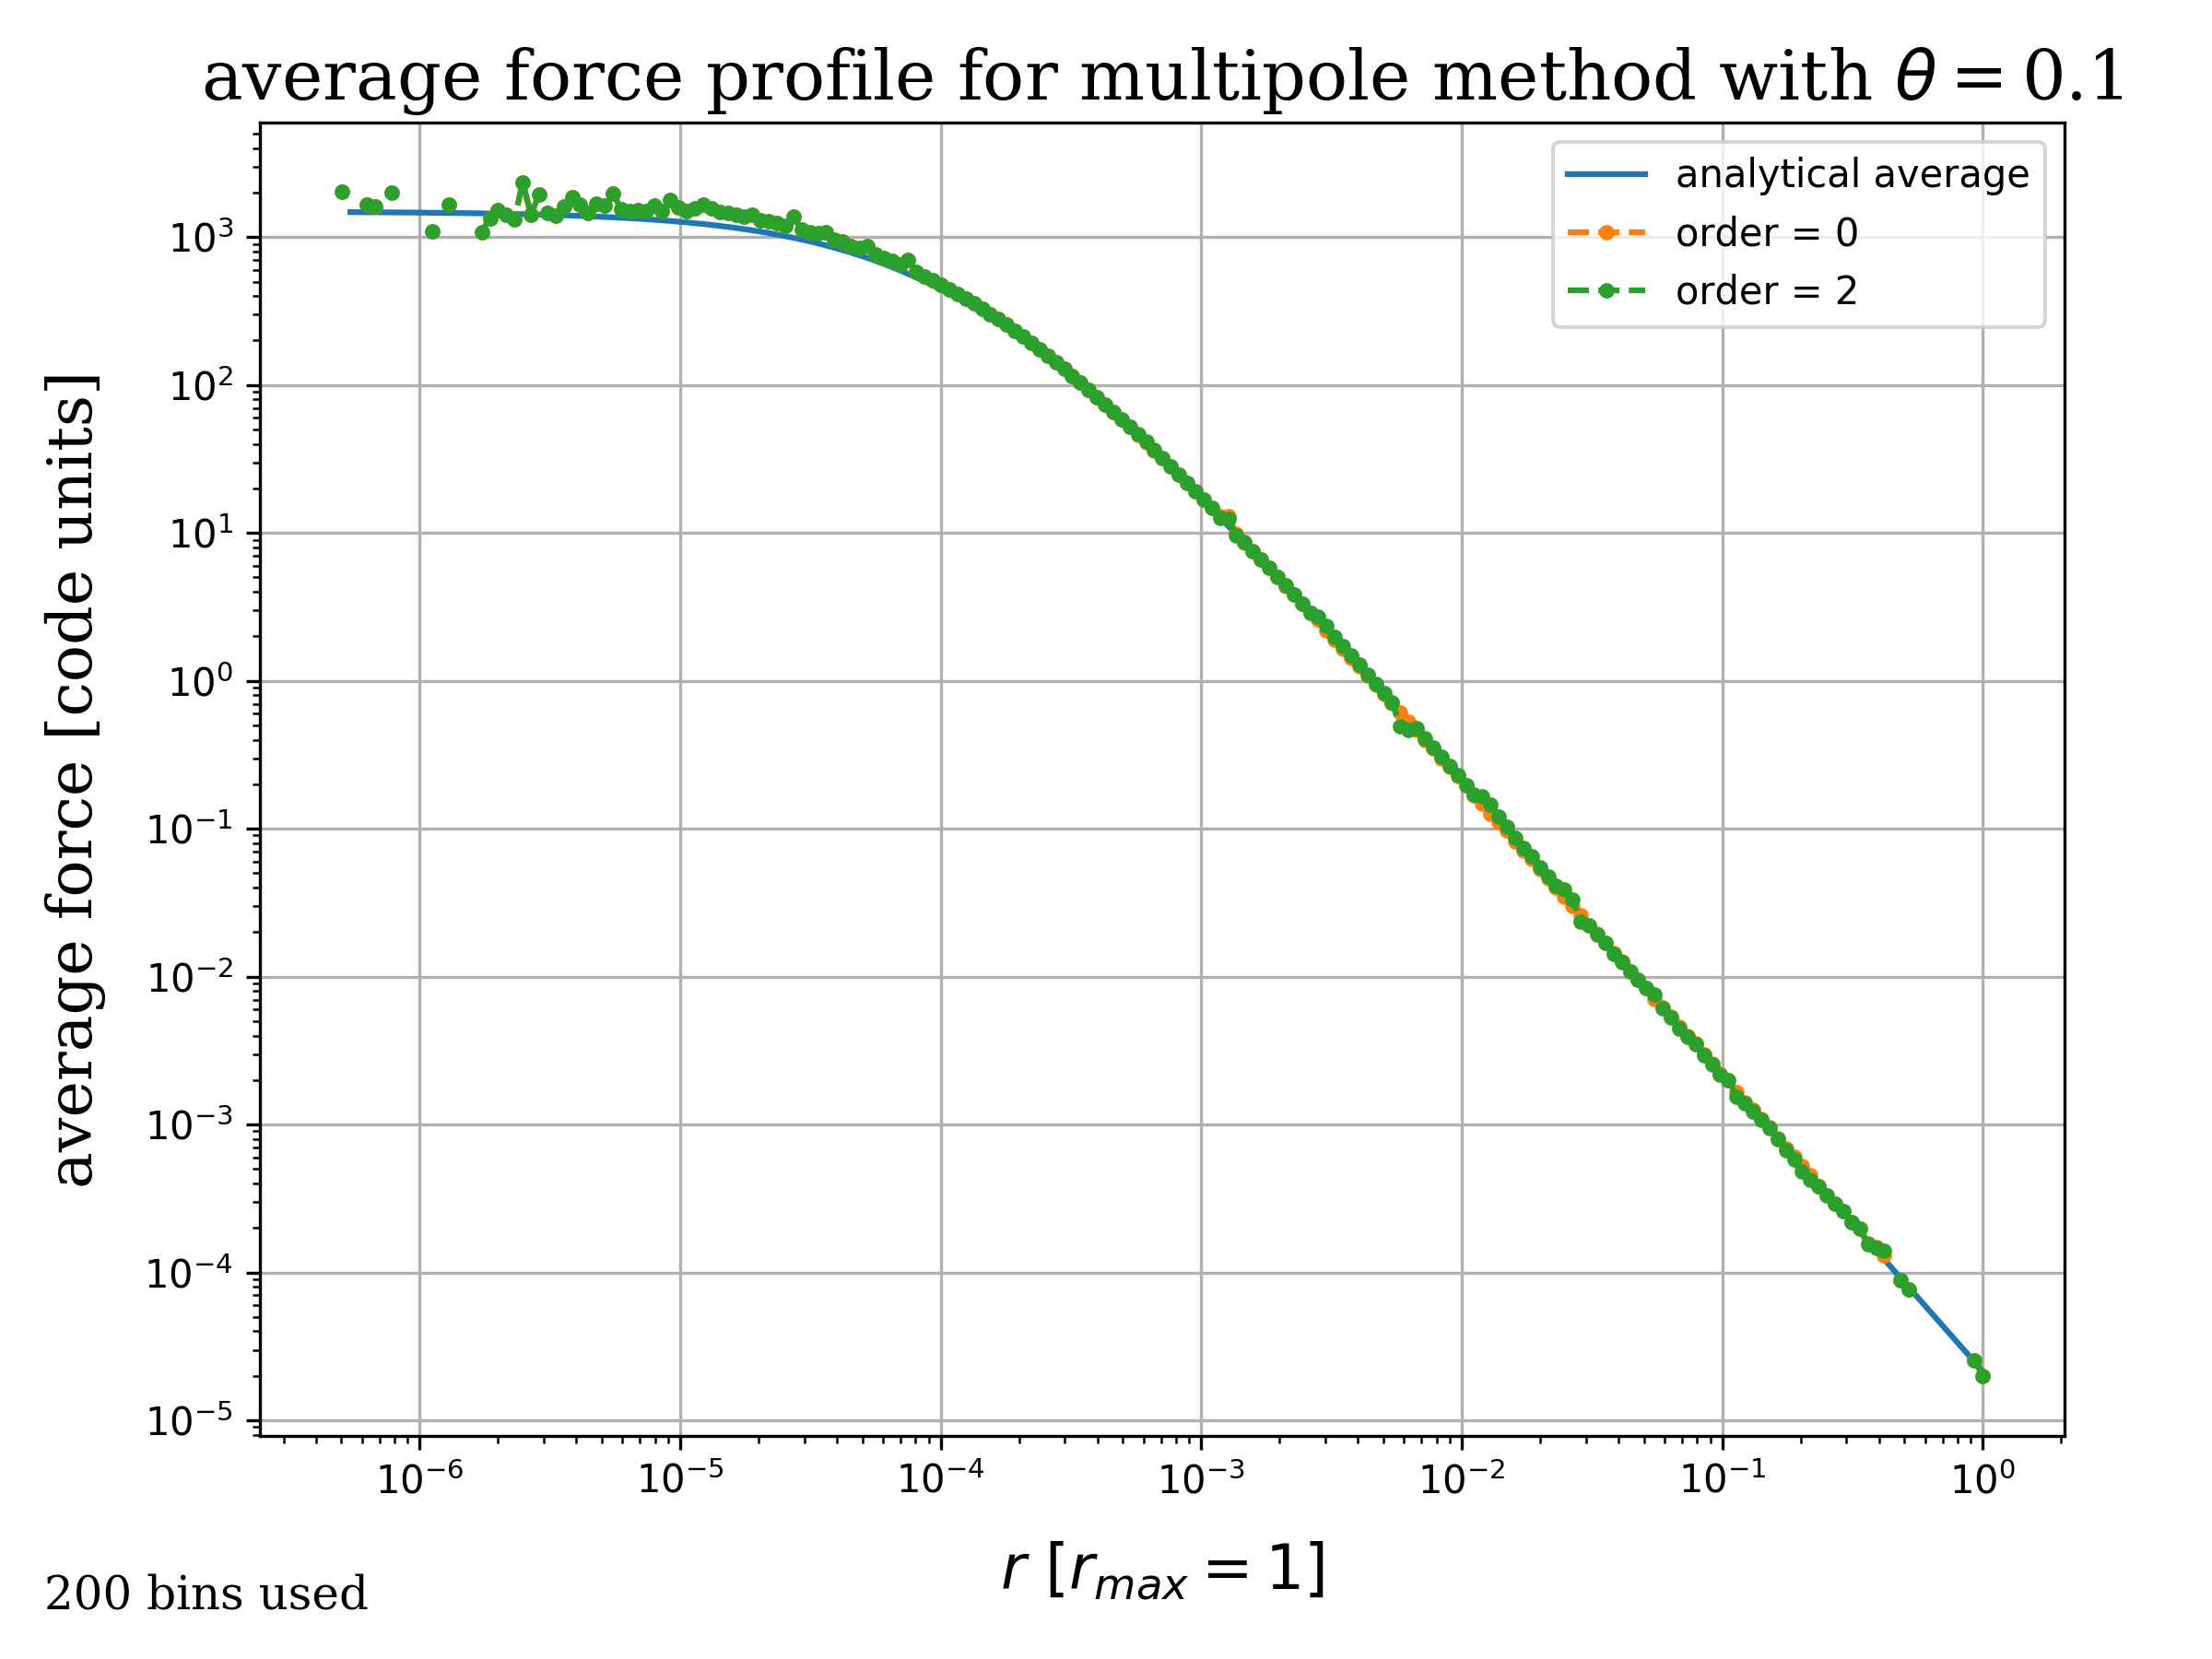 average force profile for multipole method with θ = 0.1
analytical average
order = 0
order = 2
average force [code units]
10³
10²
10¹
10⁰
10⁻¹
10⁻²
10⁻³
10⁻⁴
10⁻⁵
10⁻⁶ 10⁻⁵ 10⁻⁴ 10⁻³ 10⁻² 10⁻¹ 10⁰
r [r_max = 1]
200 bins used